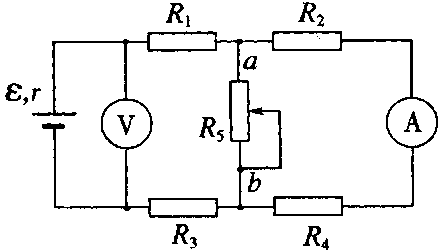 R₁ R₂
a
ε,r V R₅ A
b
R₃ R₄